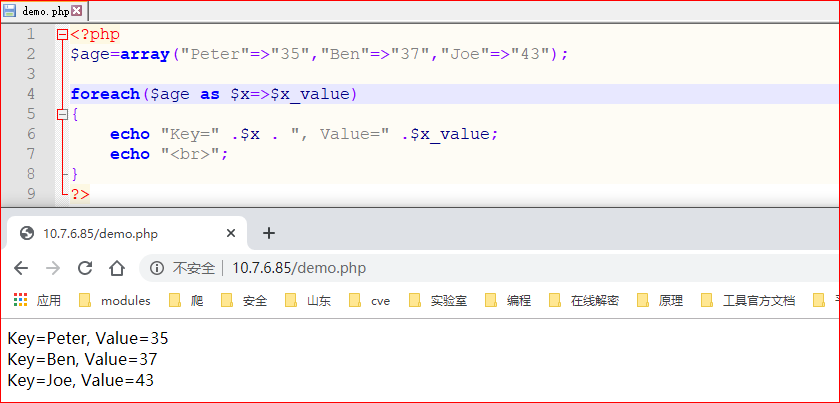 demo.php
1 <?php
2 $age=array("Peter"=>"35","Ben"=>"37","Joe"=>"43");
3
4 foreach($age as $x=>$x_value)
5 {
6     echo "Key=" .$x . ", Value=" .$x_value;
7     echo "<br>";
8 }
9 ?>
10.7.6.85/demo.php
不安全 10.7.6.85/demo.php
应用 modules 爬 安全 山东 cve 实验室 编程 在线解密 原理 工具官方文档
Key=Peter, Value=35
Key=Ben, Value=37
Key=Joe, Value=43